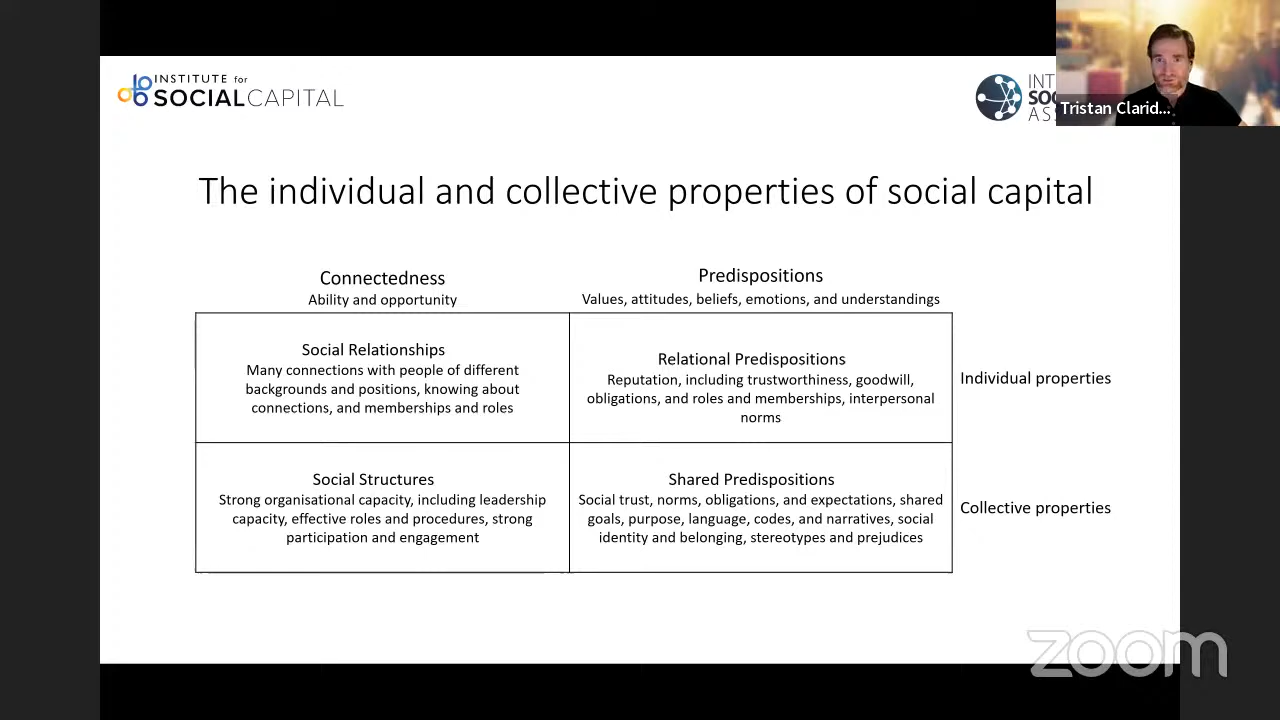 INSTITUTE for
SOCIALCAPITAL
INT
SOC
ASS
Tristan Clarid...
The individual and collective properties of social capital
Connectedness
Ability and opportunity
Predispositions
Values, attitudes, beliefs, emotions, and understandings
Social Relationships
Many connections with people of different
backgrounds and positions, knowing about
connections, and memberships and roles
Relational Predispositions
Reputation, including trustworthiness, goodwill,
obligations, and roles and memberships, interpersonal
norms
Individual properties
Social Structures
Strong organisational capacity, including leadership
capacity, effective roles and procedures, strong
participation and engagement
Shared Predispositions
Social trust, norms, obligations, and expectations, shared
goals, purpose, language, codes, and narratives, social
identity and belonging, stereotypes and prejudices
Collective properties
zoom